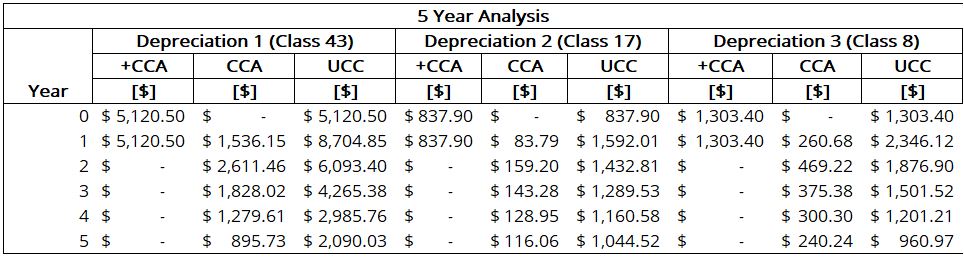 5 Year Analysis
Depreciation 1 (Class 43) Depreciation 2 (Class 17) Depreciation 3 (Class 8)
+CCA CCA UCC +CCA CCA UCC +CCA CCA UCC
Year [$] [$] [$] [$] [$] [$] [$] [$] [$]
0 $ 5,120.50 $ - $ 5,120.50 $ 837.90 $ - $ 837.90 $ 1,303.40 $ - $ 1,303.40
1 $ 5,120.50 $ 1,536.15 $ 8,704.85 $ 837.90 $ 83.79 $ 1,592.01 $ 1,303.40 $ 260.68 $ 2,346.12
2 $ - $ 2,611.46 $ 6,093.40 $ - $ 159.20 $ 1,432.81 $ - $ 469.22 $ 1,876.90
3 $ - $ 1,828.02 $ 4,265.38 $ - $ 143.28 $ 1,289.53 $ - $ 375.38 $ 1,501.52
4 $ - $ 1,279.61 $ 2,985.76 $ - $ 128.95 $ 1,160.58 $ - $ 300.30 $ 1,201.21
5 $ - $ 895.73 $ 2,090.03 $ - $ 116.06 $ 1,044.52 $ - $ 240.24 $ 960.97